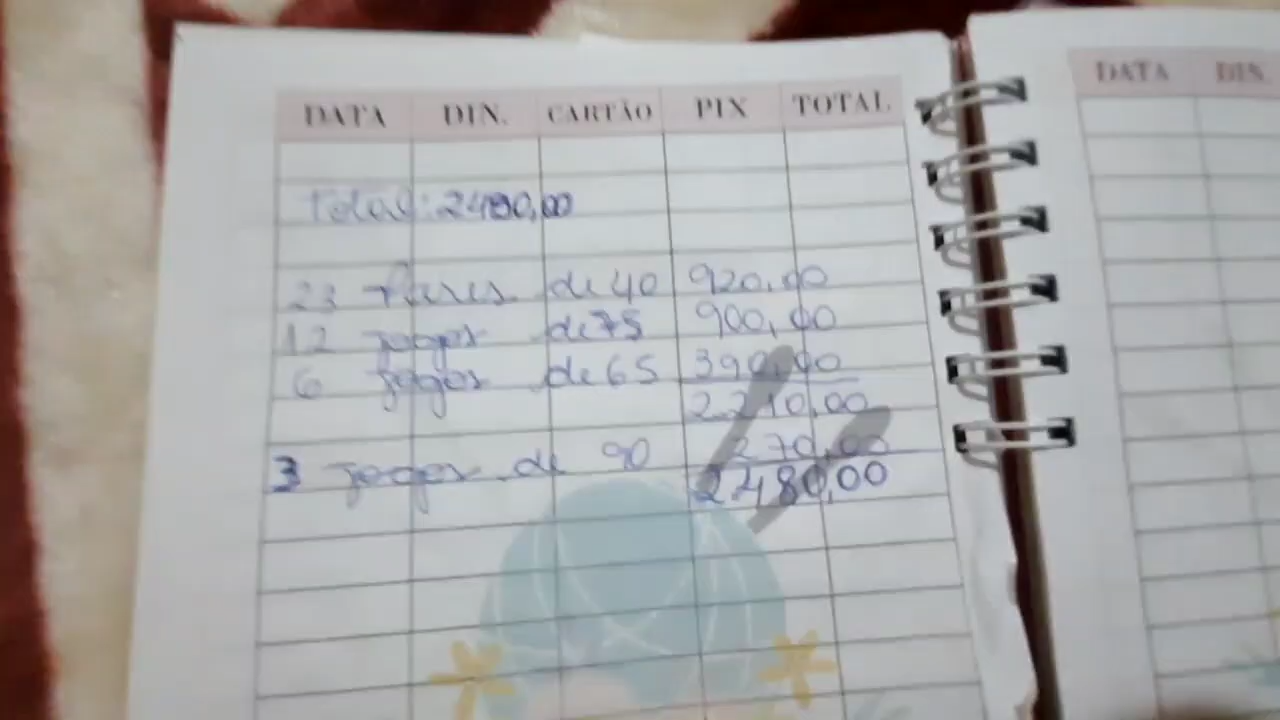 DATA DIN. CARTÃO PIX TOTAL
Total: 2480,00
23 Pares de 40 920,00
12 jogos de 75 900,00
6 jogos de 65 390,00
2210,00
3 jogos de 90 270,00
2480,00
DATA DIN.